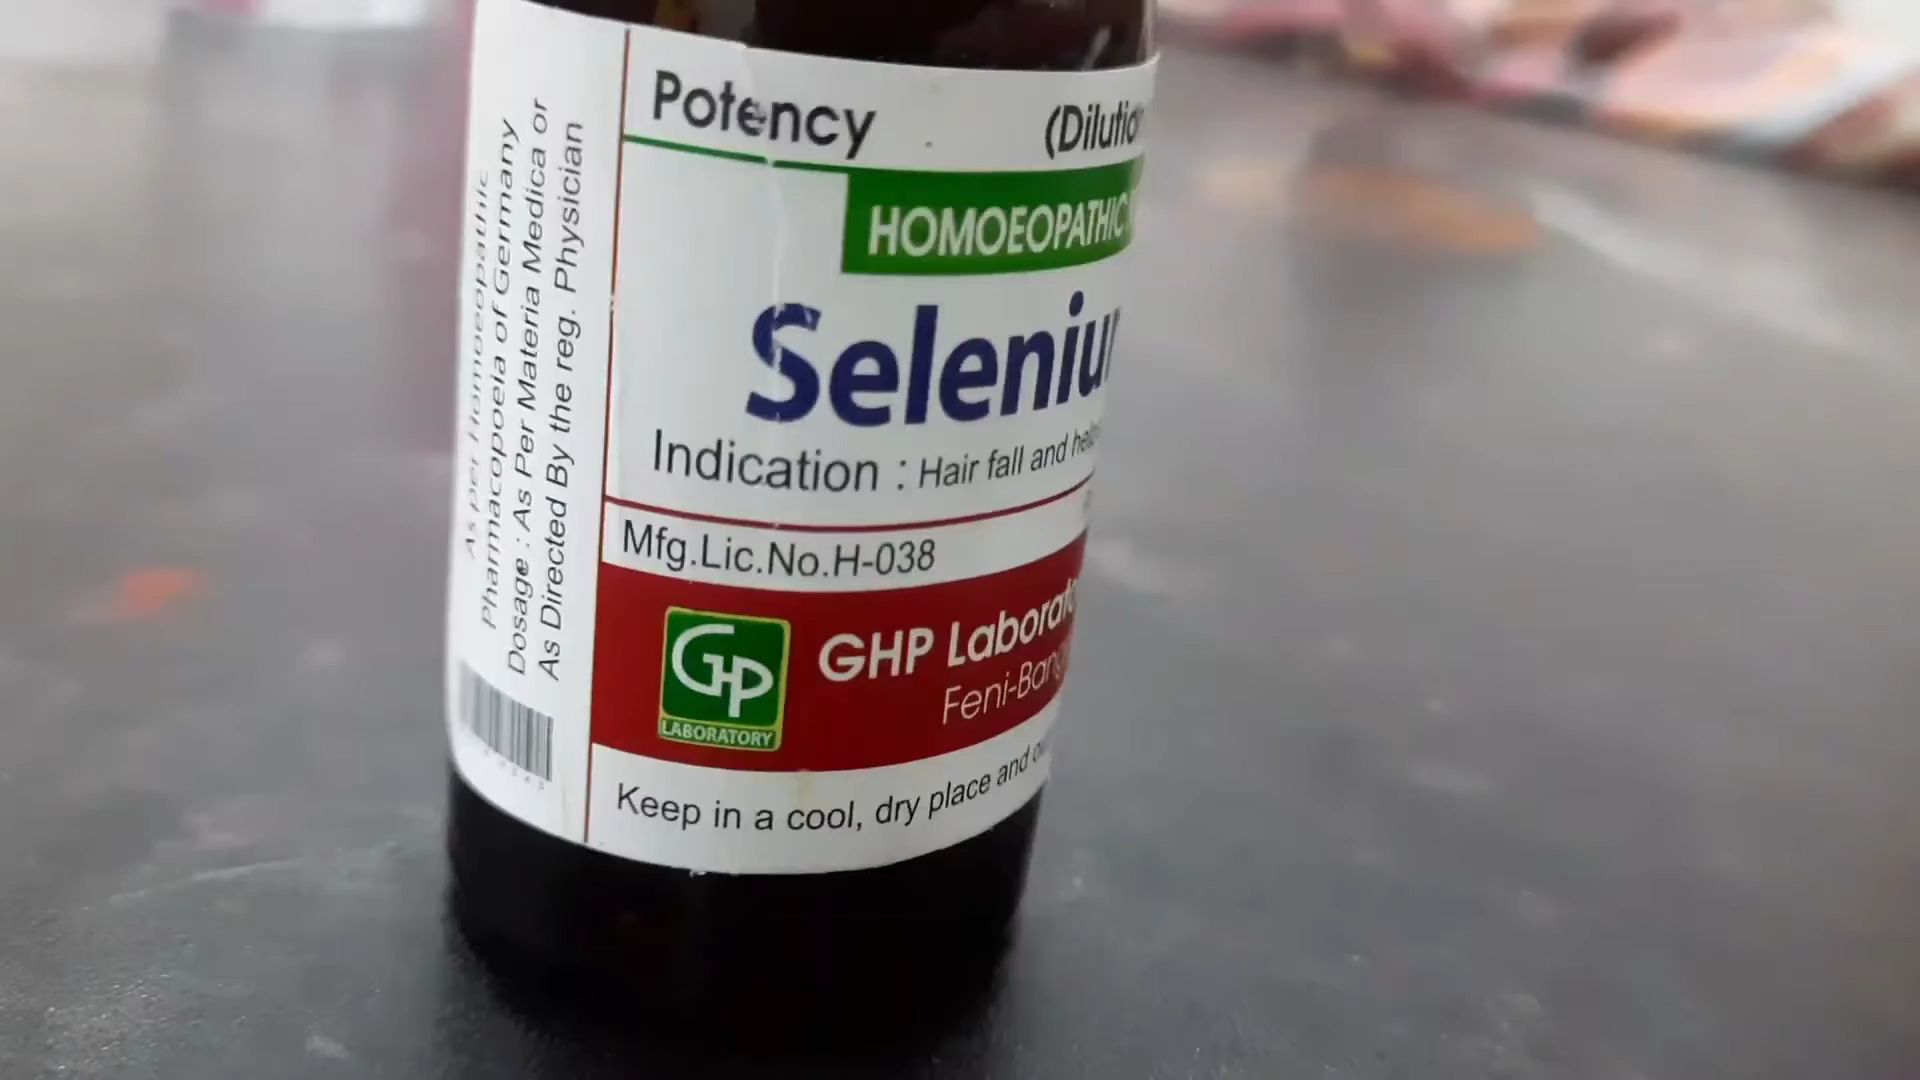 As per Homoeopathic
Pharmacopoeia of Germany
Dosage : As Per Materia Medica or
As Directed By the reg. Physician
Potency (Dilutio
HOMOEOPATHIC
Seleniu
Indication : Hair fall and
Mfg.Lic.No.H-038
GP
LABORATORY
GHP Laborato
Feni-Bang
Keep in a cool, dry place and